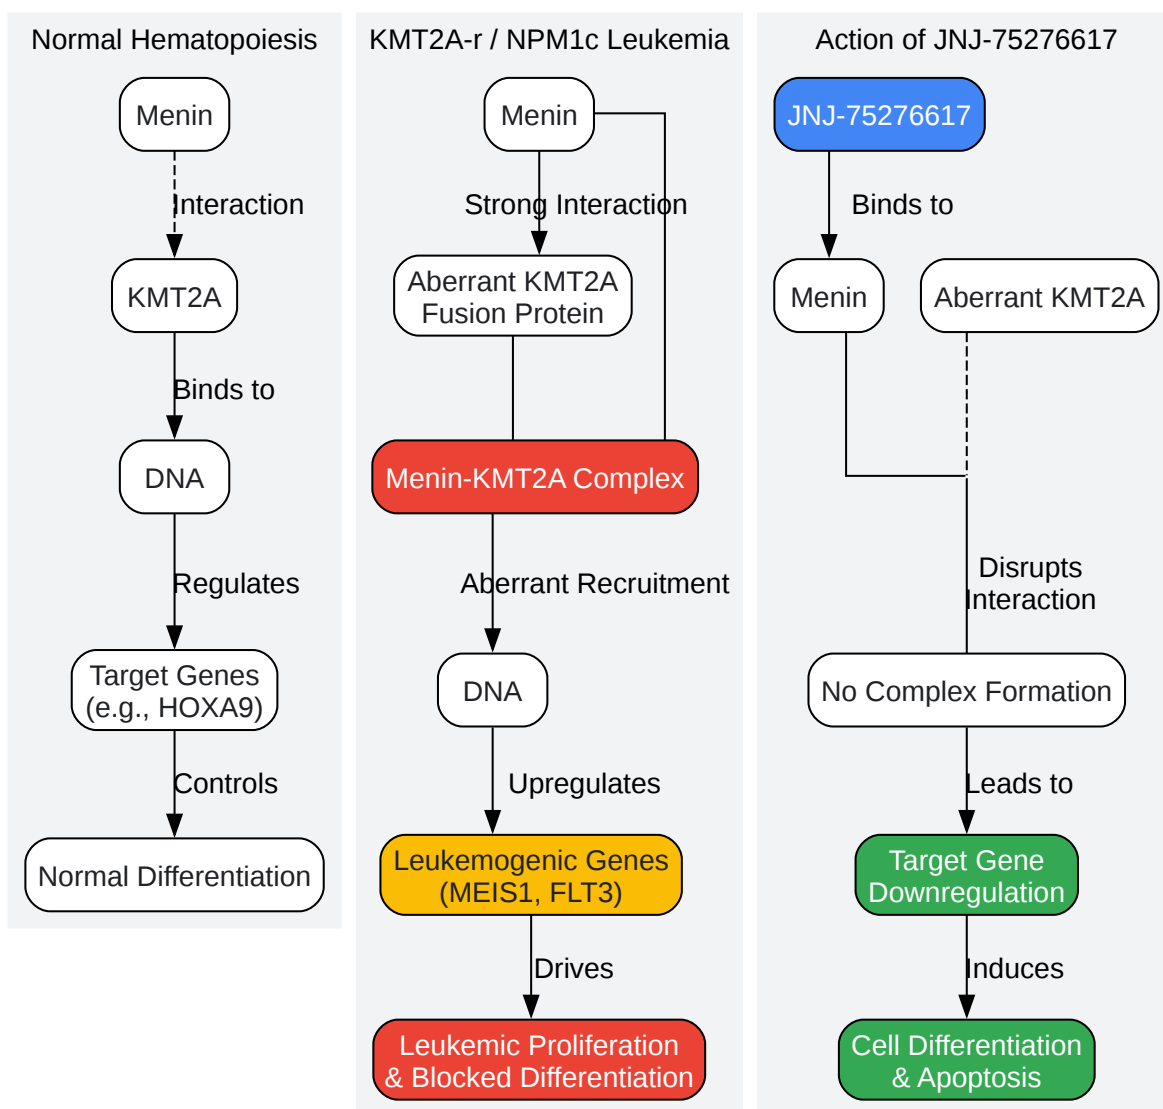 Normal Hematopoiesis
Menin
Interaction
KMT2A
Binds to
DNA
Regulates
Target Genes
(e.g., HOXA9)
Controls
Normal Differentiation
KMT2A-r / NPM1c Leukemia
Menin
Strong Interaction
Aberrant KMT2A
Fusion Protein
Menin-KMT2A Complex
Aberrant Recruitment
DNA
Upregulates
Leukemogenic Genes
(MEIS1, FLT3)
Drives
Leukemic Proliferation
& Blocked Differentiation
Action of JNJ-75276617
JNJ-75276617
Binds to
Menin
Aberrant KMT2A
Disrupts
Interaction
No Complex Formation
Leads to
Target Gene
Downregulation
Induces
Cell Differentiation
& Apoptosis